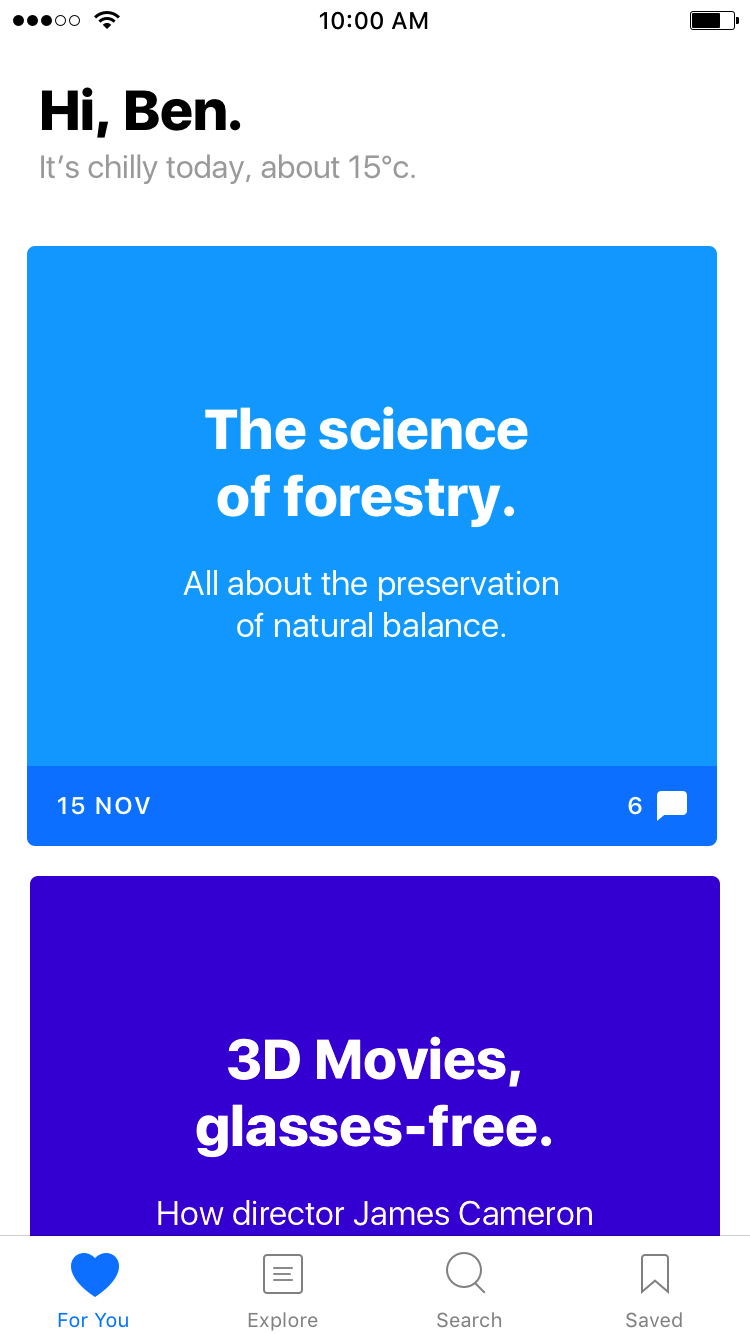 10:00 AM
Hi, Ben.
It’s chilly today, about 15°c.
The science
of forestry.
All about the preservation
of natural balance.
15 NOV
6
3D Movies,
glasses-free.
How director James Cameron
For You
Explore
Search
Saved